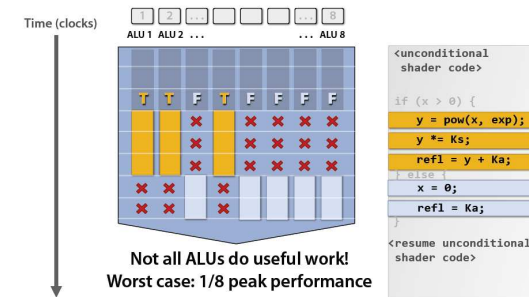 Time (clocks)
1 2 ... ... 8
ALU 1 ALU 2 ... ... ALU 8
T T F T F F F F
<unconditional
shader code>
if (x > 0) {
y = pow(x, exp);
y *= Ks;
refl = y + Ka;
} else {
x = 0;
refl = Ka;
}
<resume unconditional
shader code>
Not all ALUs do useful work!
Worst case: 1/8 peak performance